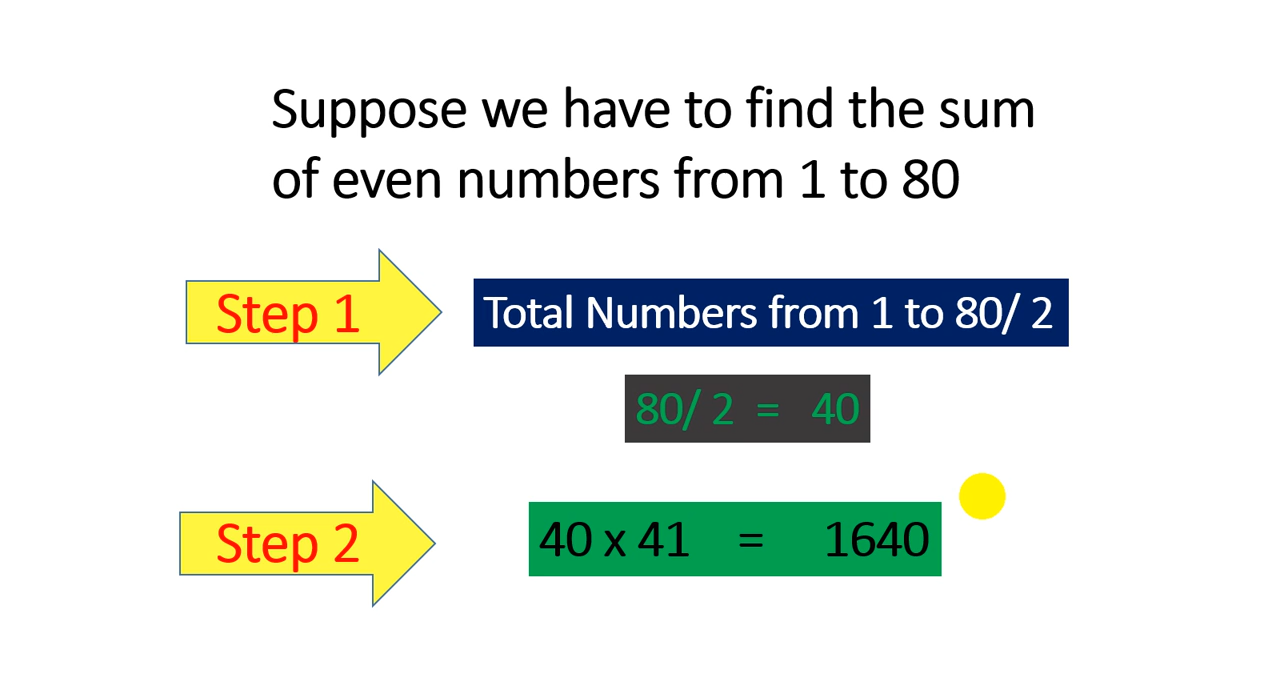 Suppose we have to find the sum
of even numbers from 1 to 80
Step 1
Total Numbers from 1 to 80/ 2
80/ 2 = 40
Step 2
40 x 41 = 1640